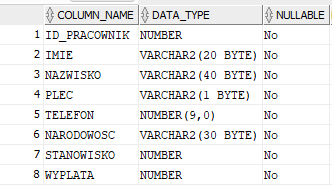 COLUMN_NAME DATA_TYPE NULLABLE
1 ID_PRACOWNIK NUMBER No
2 IMIE VARCHAR2(20 BYTE) No
3 NAZWISKO VARCHAR2(40 BYTE) No
4 PLEC VARCHAR2(1 BYTE) No
5 TELEFON NUMBER(9,0) No
6 NARODOWOSC VARCHAR2(30 BYTE) No
7 STANOWISKO NUMBER No
8 WYPLATA NUMBER No